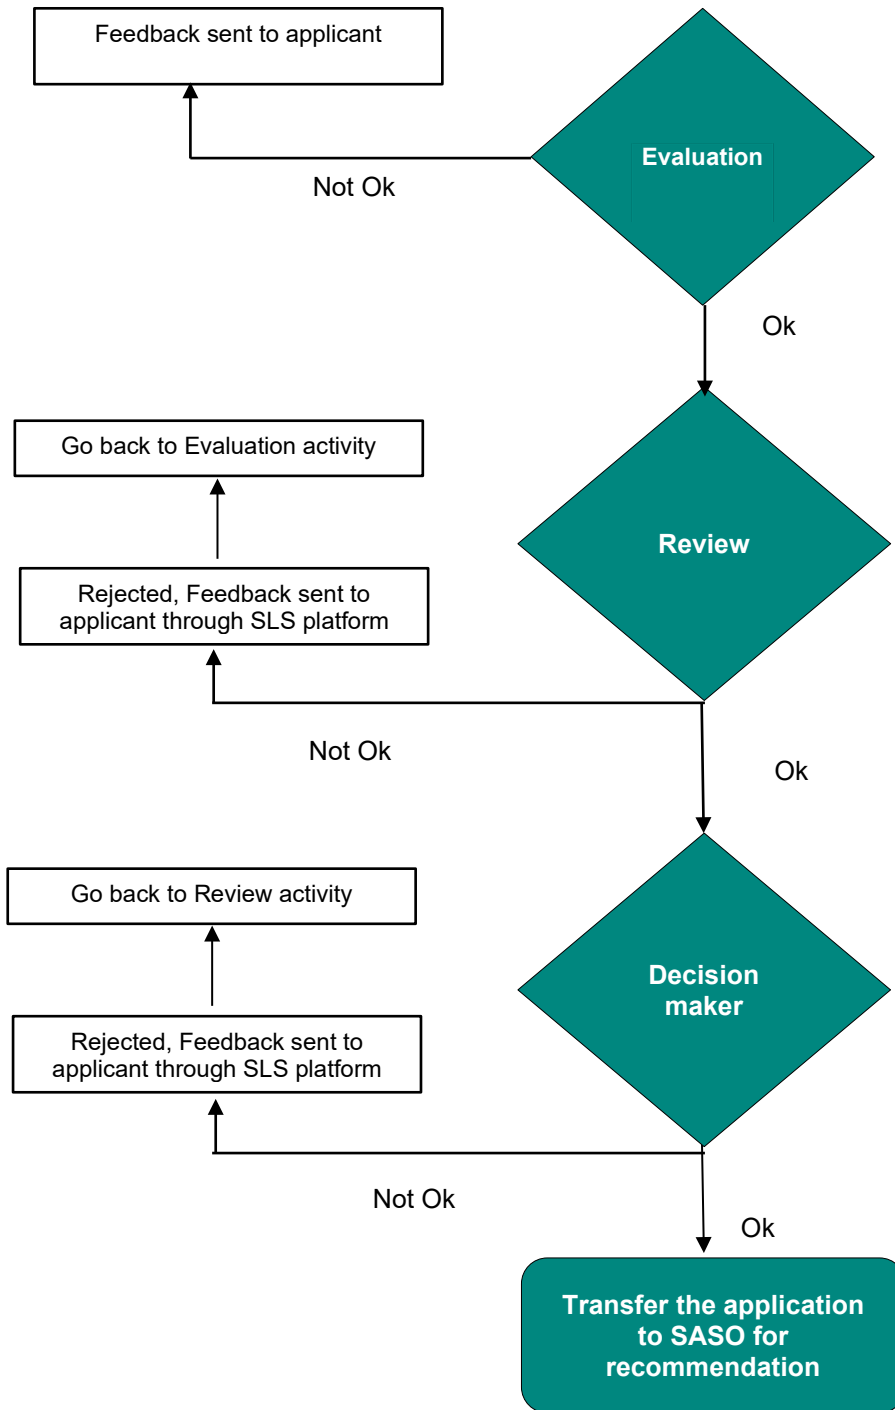 Feedback sent to applicant
Evaluation
Not Ok
Ok
Go back to Evaluation activity
Review
Rejected, Feedback sent to
applicant through SLS platform
Not Ok
Ok
Go back to Review activity
Decision
maker
Rejected, Feedback sent to
applicant through SLS platform
Not Ok
Ok
Transfer the application
to SASO for
recommendation